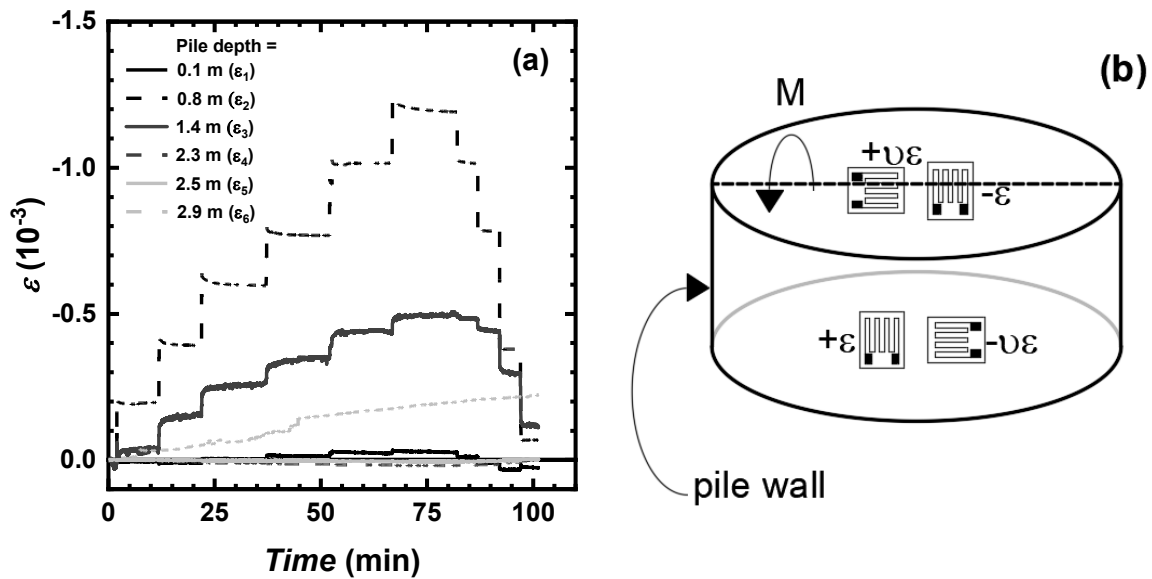 -1.5
-1.0
-0.5
0.0
ε (10⁻³)
(a)
Pile depth =
0.1 m (ε₁)
0.8 m (ε₂)
1.4 m (ε₃)
2.3 m (ε₄)
2.5 m (ε₅)
2.9 m (ε₆)
0 25 50 75 100
Time (min)
(b)
M
+υε
-ε
+ε
-υε
pile wall